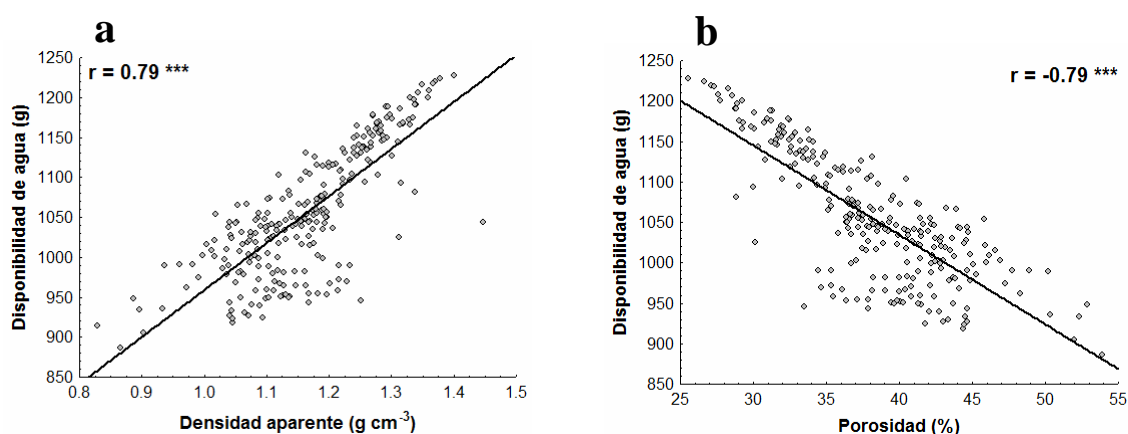 a
r = 0.79 ***
Disponibilidad de agua (g)
1250
1200
1150
1100
1050
1000
950
900
850
0.8 0.9 1.0 1.1 1.2 1.3 1.4 1.5
Densidad aparente (g cm⁻³)
b
r = -0.79 ***
Disponibilidad de agua (g)
1250
1200
1150
1100
1050
1000
950
900
850
25 30 35 40 45 50 55
Porosidad (%)